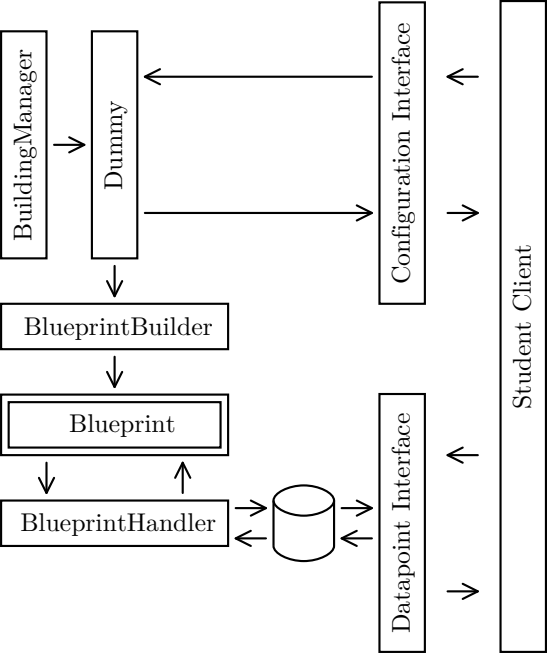 BuildingManager
Dummy
Configuration Interface
Student Client
BlueprintBuilder
Blueprint
BlueprintHandler
Datapoint Interface